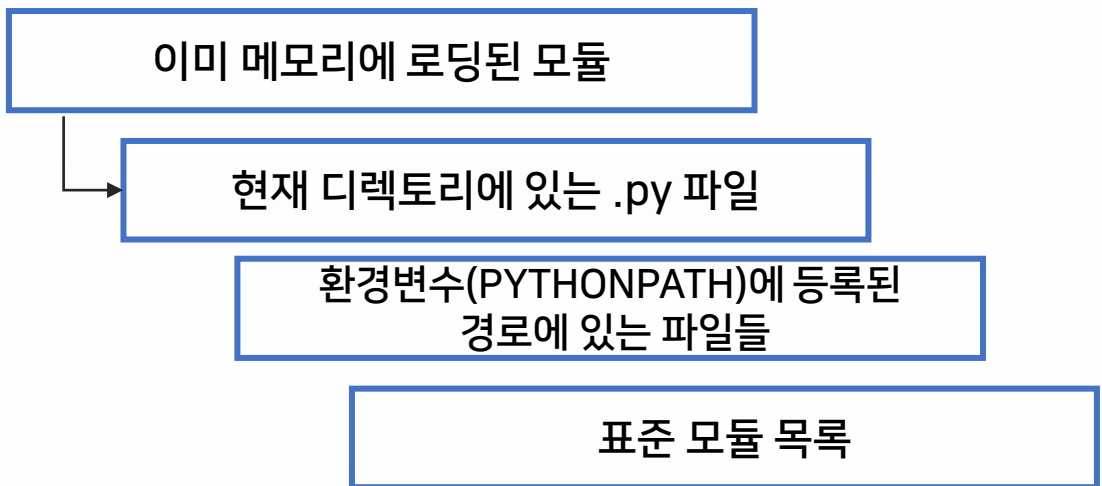 이미 메모리에 로딩된 모듈
현재 디렉토리에 있는 .py 파일
환경변수(PYTHONPATH)에 등록된
경로에 있는 파일들
표준 모듈 목록